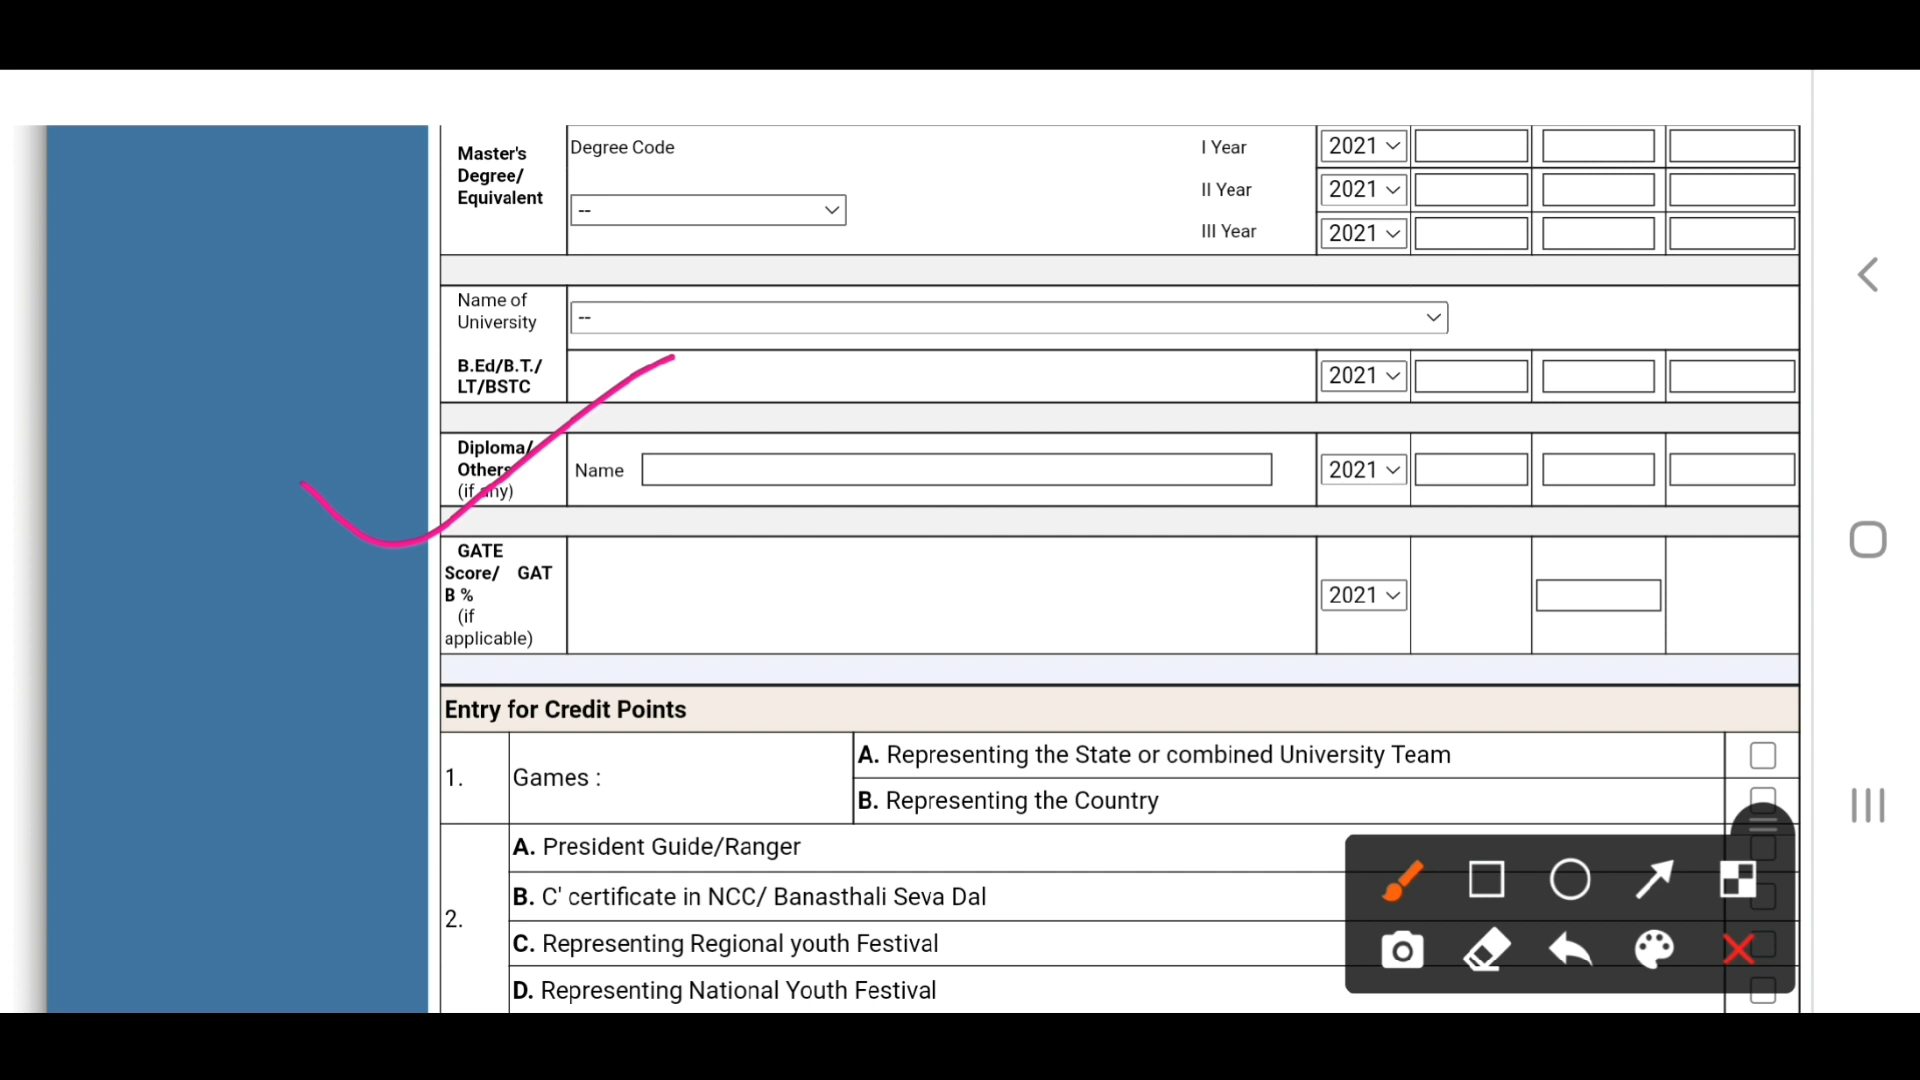 Master's
Degree/
Equivalent
Degree Code
--
I Year
2021
II Year
2021
III Year
2021
Name of
University
--
B.Ed/B.T./
LT/BSTC
2021
Diploma/
Others
(if any)
Name
2021
GATE
Score/ GAT
B %
(if
applicable)
2021
Entry for Credit Points
1.
Games :
A. Representing the State or combined University Team
B. Representing the Country
2.
A. President Guide/Ranger
B. C' certificate in NCC/ Banasthali Seva Dal
C. Representing Regional youth Festival
D. Representing National Youth Festival